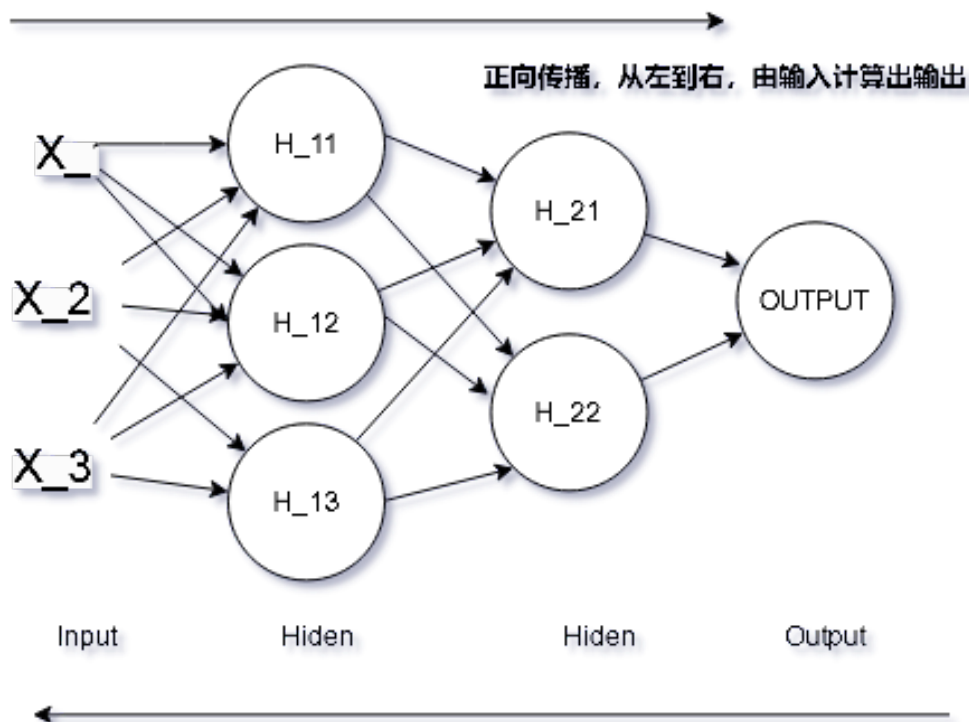 正向传播，从左到右，由输入计算出输出
X_
H_11
H_21
X_2
OUTPUT
H_12
H_22
X_3
H_13
Input
Hiden
Hiden
Output